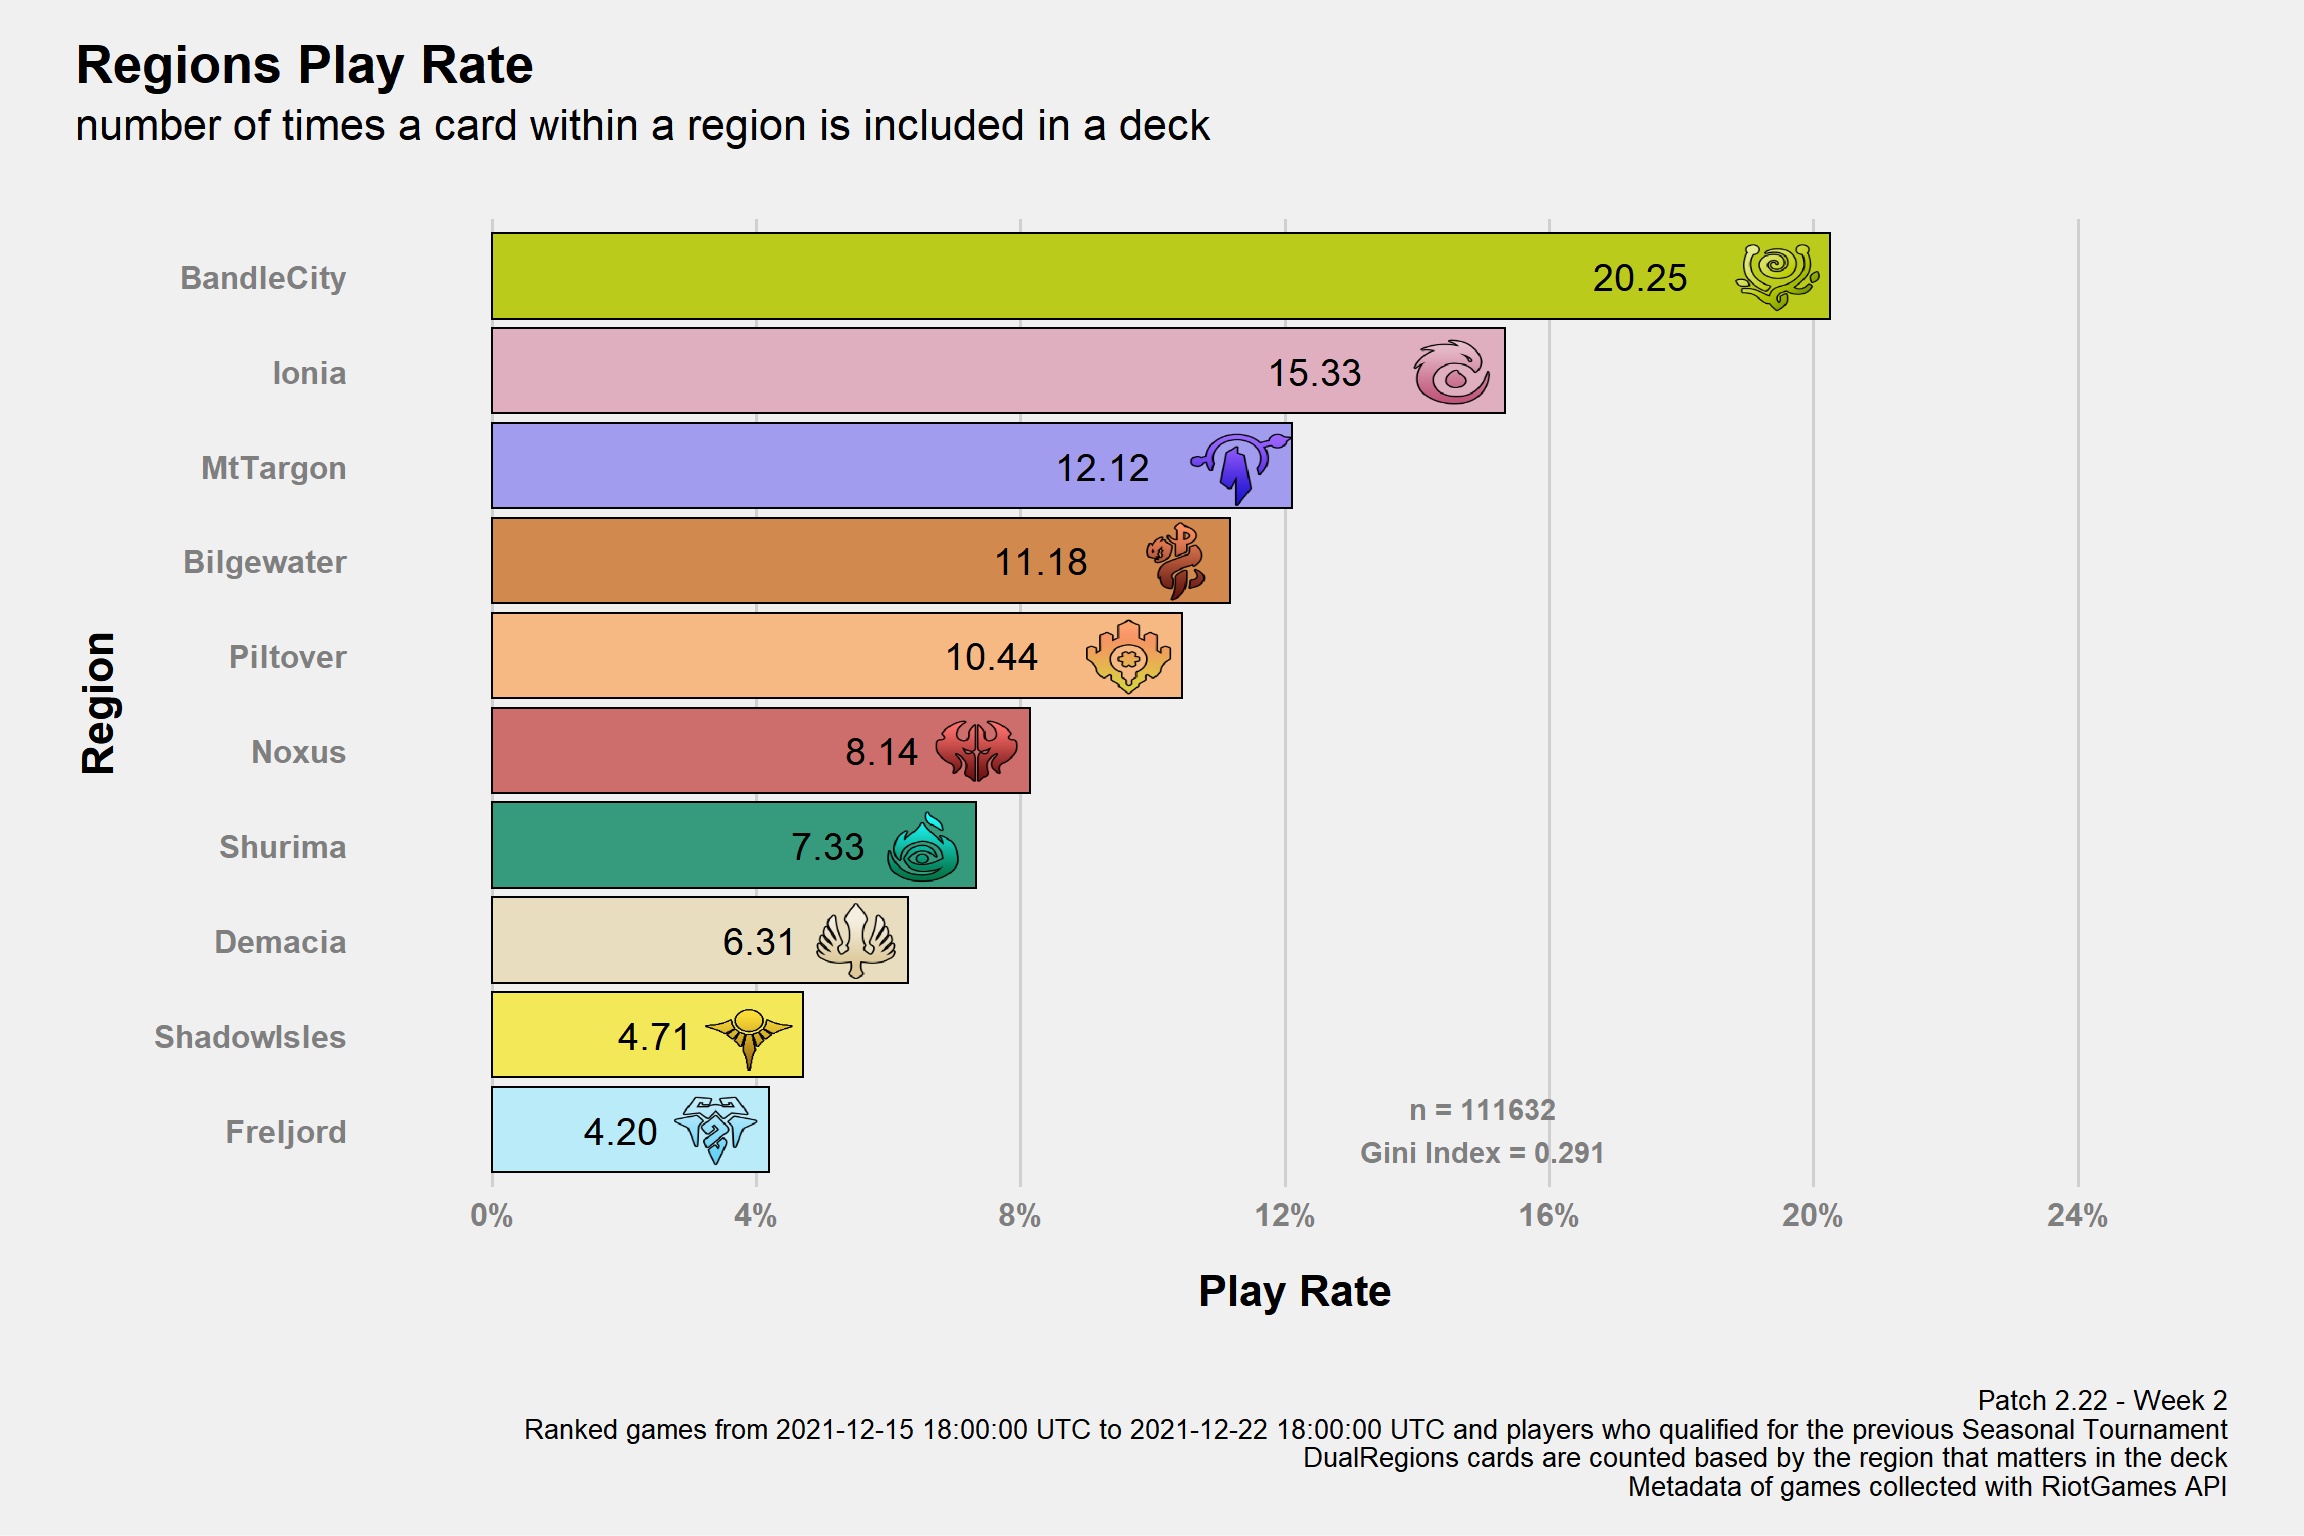 Regions Play Rate
number of times a card within a region is included in a deck
BandleCity
20.25
Ionia
15.33
MtTargon
12.12
Bilgewater
11.18
Piltover
10.44
Noxus
8.14
Shurima
7.33
Demacia
6.31
ShadowIsles
4.71
Freljord
4.20
Region
n = 111632
Gini Index = 0.291
0% 4% 8% 12% 16% 20% 24%
Play Rate
Patch 2.22 - Week 2
Ranked games from 2021-12-15 18:00:00 UTC to 2021-12-22 18:00:00 UTC and players who qualified for the previous Seasonal Tournament
DualRegions cards are counted based by the region that matters in the deck
Metadata of games collected with RiotGames API